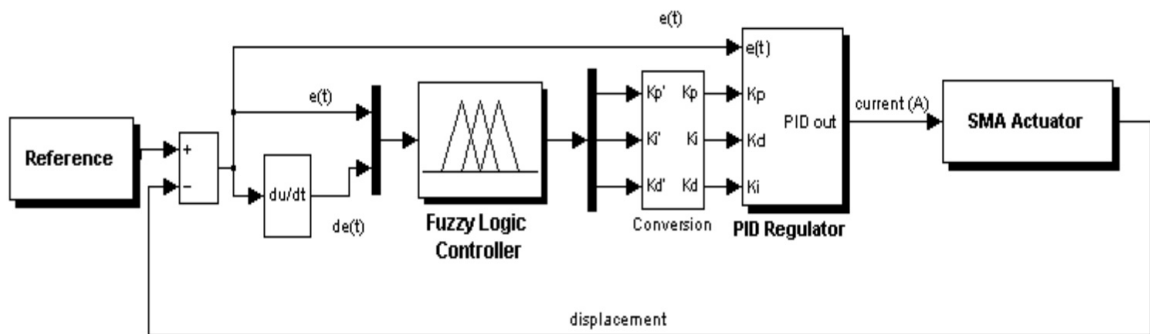 e(t)
e(t)
e(t)
Kp' Kp
Kp
current (A)
Reference
+
−
PID out
SMA Actuator
Ki' Ki
Kd
du/dt
Kd' Kd
Ki
de(t)
Fuzzy Logic
Controller
Conversion
PID Regulator
displacement